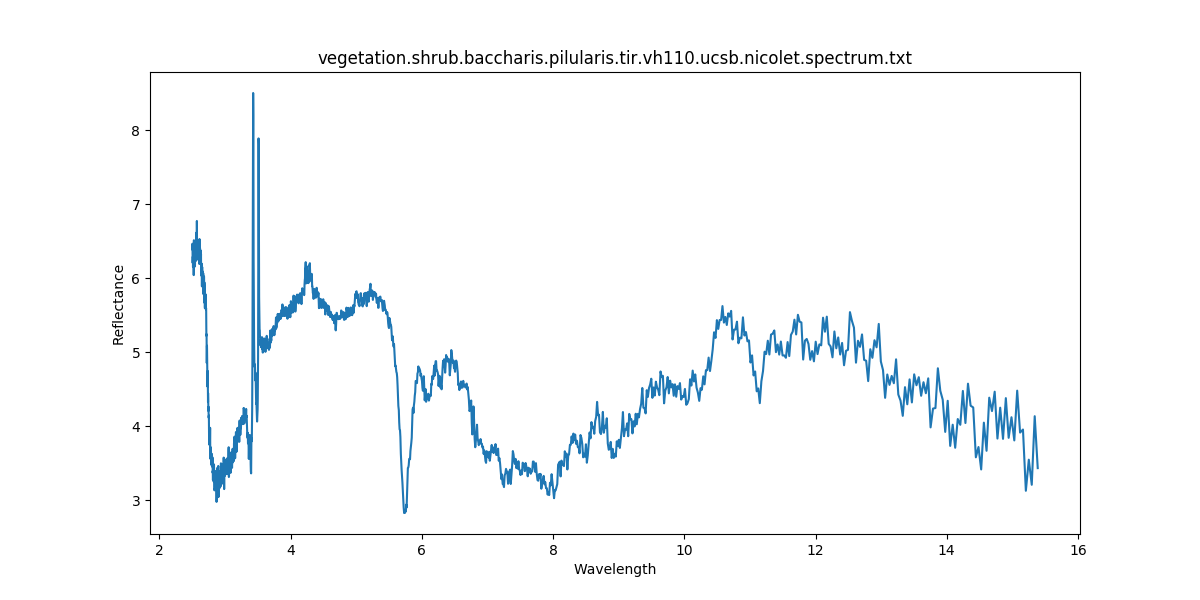 vegetation.shrub.baccharis.pilularis.tir.vh110.ucsb.nicolet.spectrum.txt
8
7
6
5
4
3
Reflectance
2 4 6 8 10 12 14 16
Wavelength